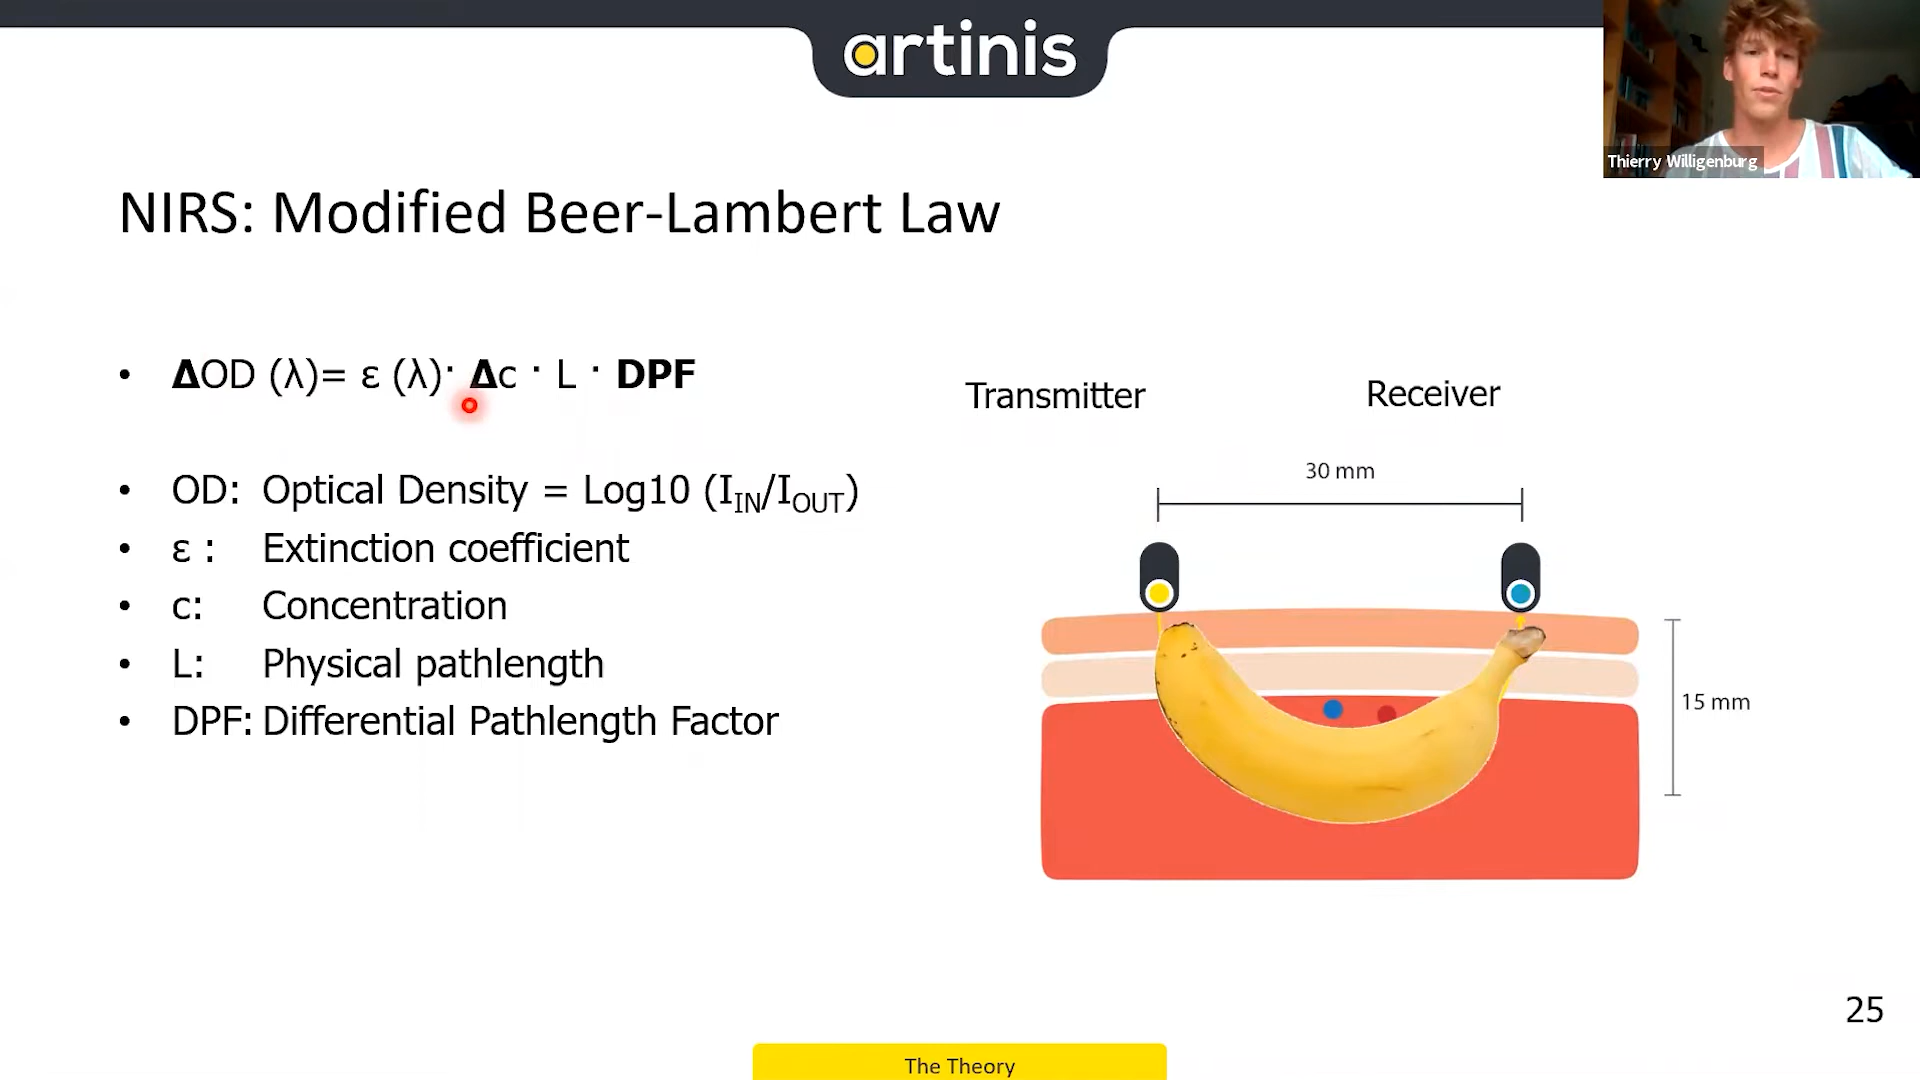 artinis
Thierry Willigenburg
NIRS: Modified Beer-Lambert Law
• ΔOD (λ)= ε (λ)· Δc · L · DPF
• OD: Optical Density = Log10 (I_IN/I_OUT)
• ε : Extinction coefficient
• c: Concentration
• L: Physical pathlength
• DPF: Differential Pathlength Factor
Transmitter
Receiver
30 mm
15 mm
25
The Theory